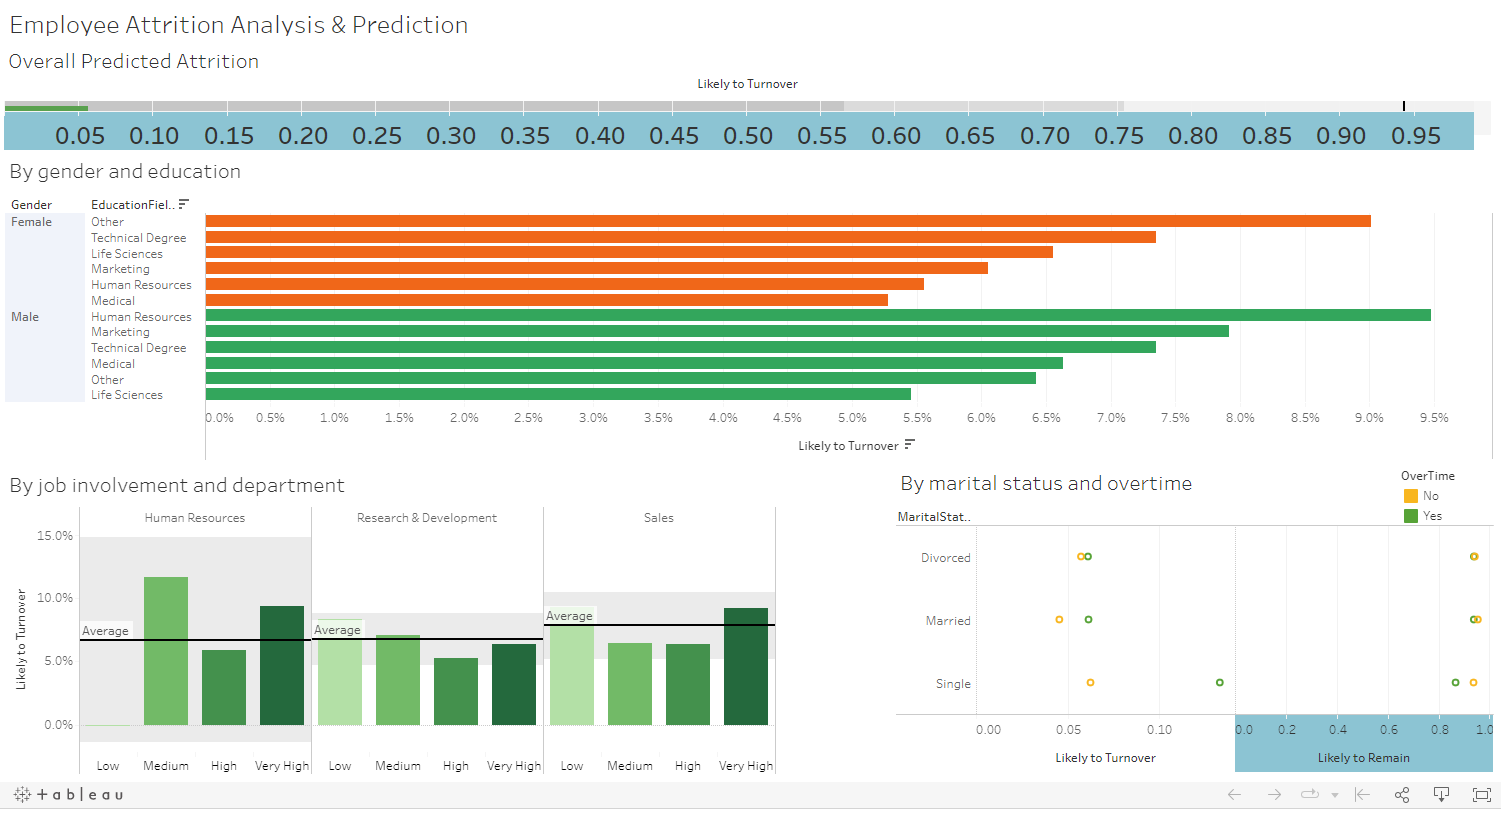 Employee Attrition Analysis & Prediction
Overall Predicted Attrition
Likely to Turnover
0.05 0.10 0.15 0.20 0.25 0.30 0.35 0.40 0.45 0.50 0.55 0.60 0.65 0.70 0.75 0.80 0.85 0.90 0.95
By gender and education
Gender EducationFiel..
Female Other
Technical Degree
Life Sciences
Marketing
Human Resources
Medical
Male Human Resources
Marketing
Technical Degree
Medical
Other
Life Sciences
0.0% 0.5% 1.0% 1.5% 2.0% 2.5% 3.0% 3.5% 4.0% 4.5% 5.0% 5.5% 6.0% 6.5% 7.0% 7.5% 8.0% 8.5% 9.0% 9.5%
Likely to Turnover
By job involvement and department
Human Resources Research & Development Sales
15.0%
10.0%
5.0%
0.0%
Likely to Turnover
Average Average Average
Low Medium High Very High Low Medium High Very High Low Medium High Very High
By marital status and overtime
OverTime
No
Yes
MaritalStat..
Divorced
Married
Single
0.00 0.05 0.10 0.0 0.2 0.4 0.6 0.8 1.0
Likely to Turnover Likely to Remain
+ableau